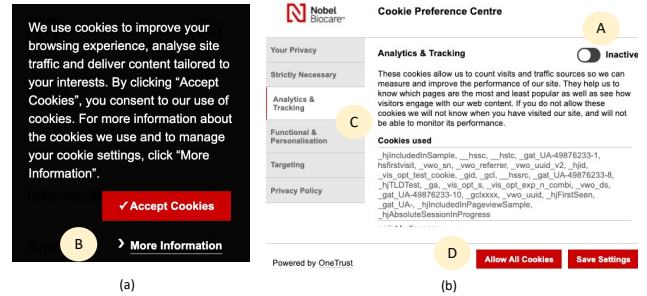 We use cookies to improve your
browsing experience, analyse site
traffic and deliver content tailored to
your interests. By clicking “Accept
Cookies”, you consent to our use of
cookies. For more information about
the cookies we use and to manage
your cookie settings, click “More
Information”.
✓Accept Cookies
B
More Information
(a)
Nobel
Biocare™
Cookie Preference Centre
A
Your Privacy
Strictly Necessary
Analytics &
Tracking
Functional &
Personalisation
Targeting
Privacy Policy
C
Analytics & Tracking
Inactive
These cookies allow us to count visits and traffic sources so we can
measure and improve the performance of our site. They help us to
know which pages are the most and least popular as well as see how
visitors engage with our web content. If you do not allow these
cookies we will not know when you have visited our site, and will not
be able to monitor its performance.
Cookies used
_hjIncludedInSample, __hssc, __hstc, _gat_UA-49876233-1,
hsfirstvisit, _vwo_sn, _vwo_referrer, _vwo_uuid_v2, _hjid,
_vis_opt_test_cookie, _gid, _gcl, __hssrc, _gat_UA-49876233-8,
_hjTLDTest, _ga, _vis_opt_s, _vis_opt_exp_n_combi, _vwo_ds,
_gat_UA-49876233-10, _gclxxxx, _vwo_uuid, _hjFirstSeen,
_gat_UA-, _hjIncludedInPageviewSample,
_hjAbsoluteSessionInProgress
Powered by OneTrust
D
Allow All Cookies
Save Settings
(b)